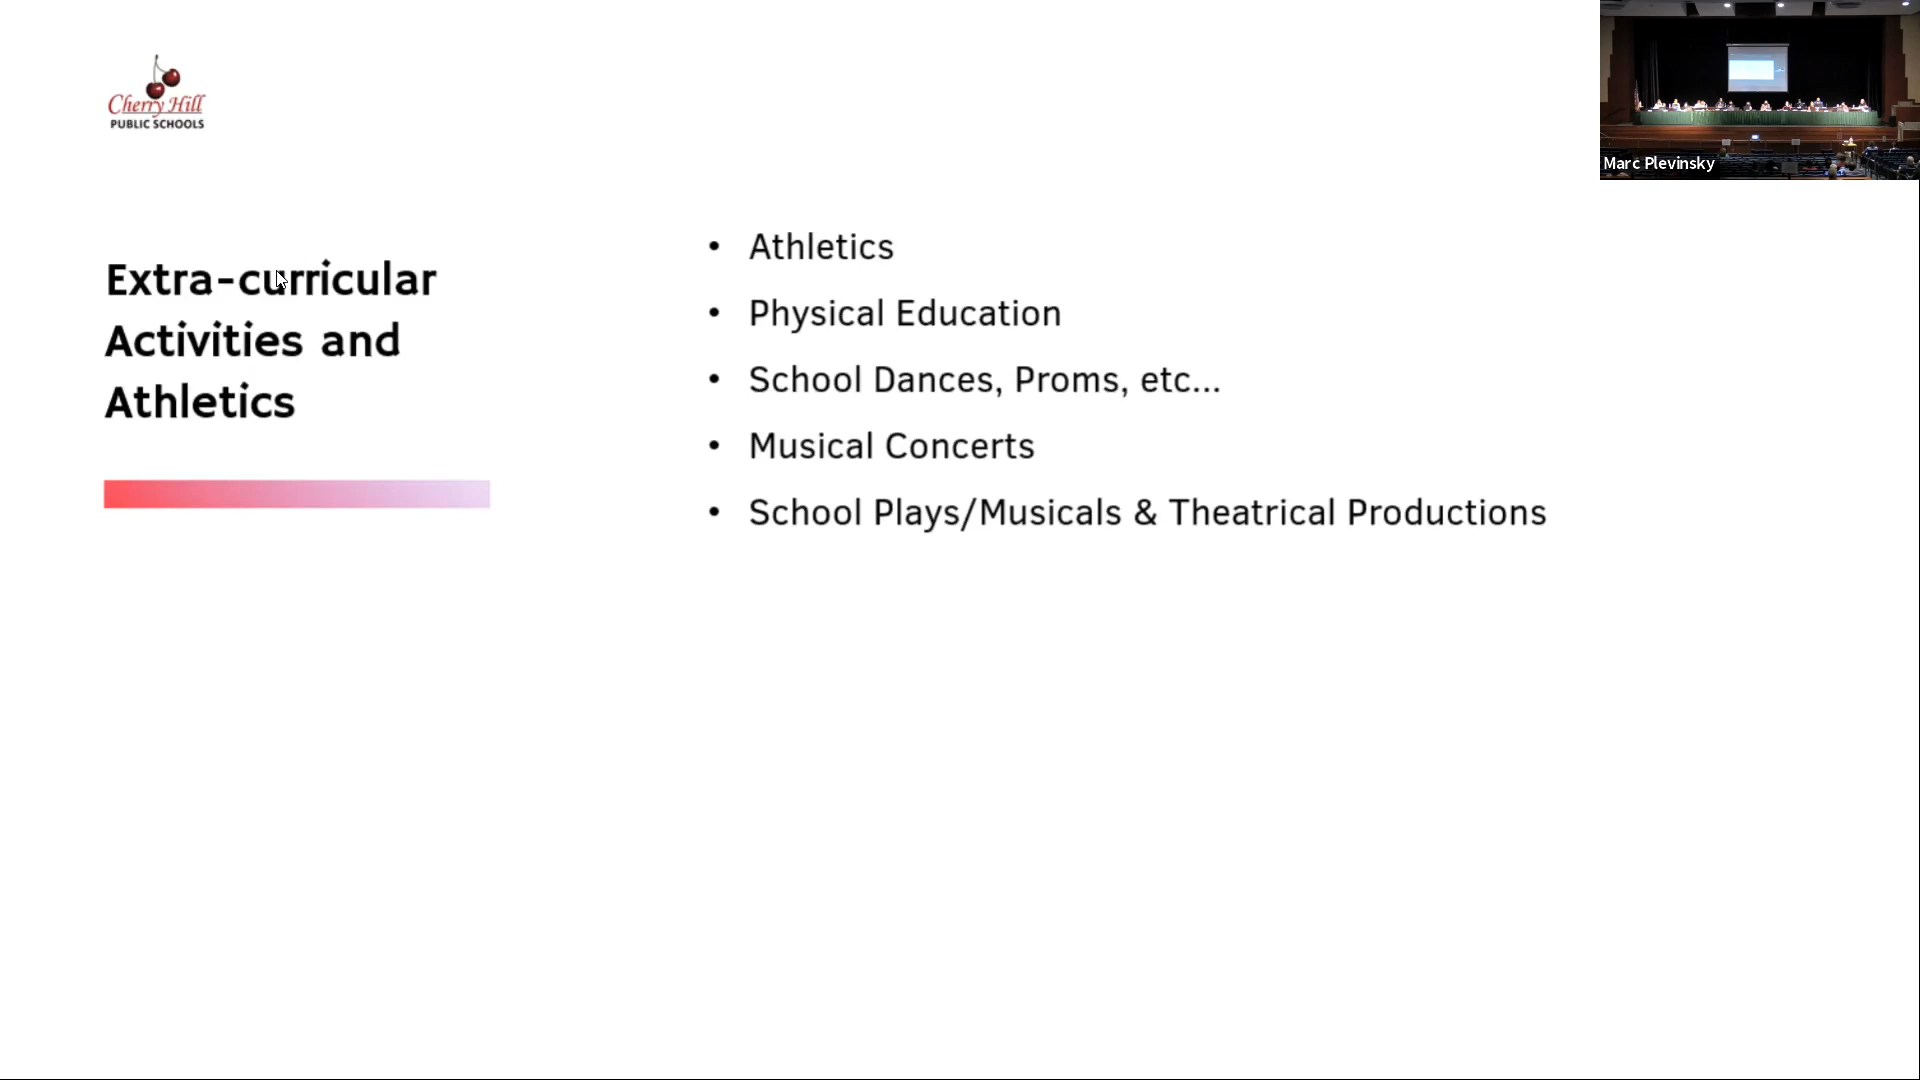 Cherry Hill
PUBLIC SCHOOLS
Marc Plevinsky
Extra-curricular
Activities and
Athletics
• Athletics
• Physical Education
• School Dances, Proms, etc...
• Musical Concerts
• School Plays/Musicals & Theatrical Productions